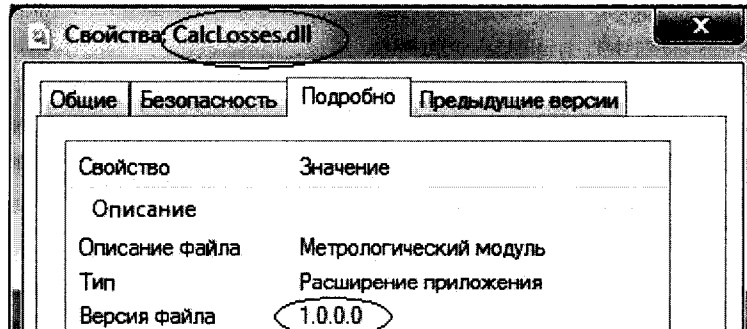 Свойства: CalcLosses.dll
Общие Безопасность Подробно Предыдущие версии
Свойство Значение
Описание
Описание файла Метрологический модуль
Тип Расширение приложения
Версия файла 1.0.0.0